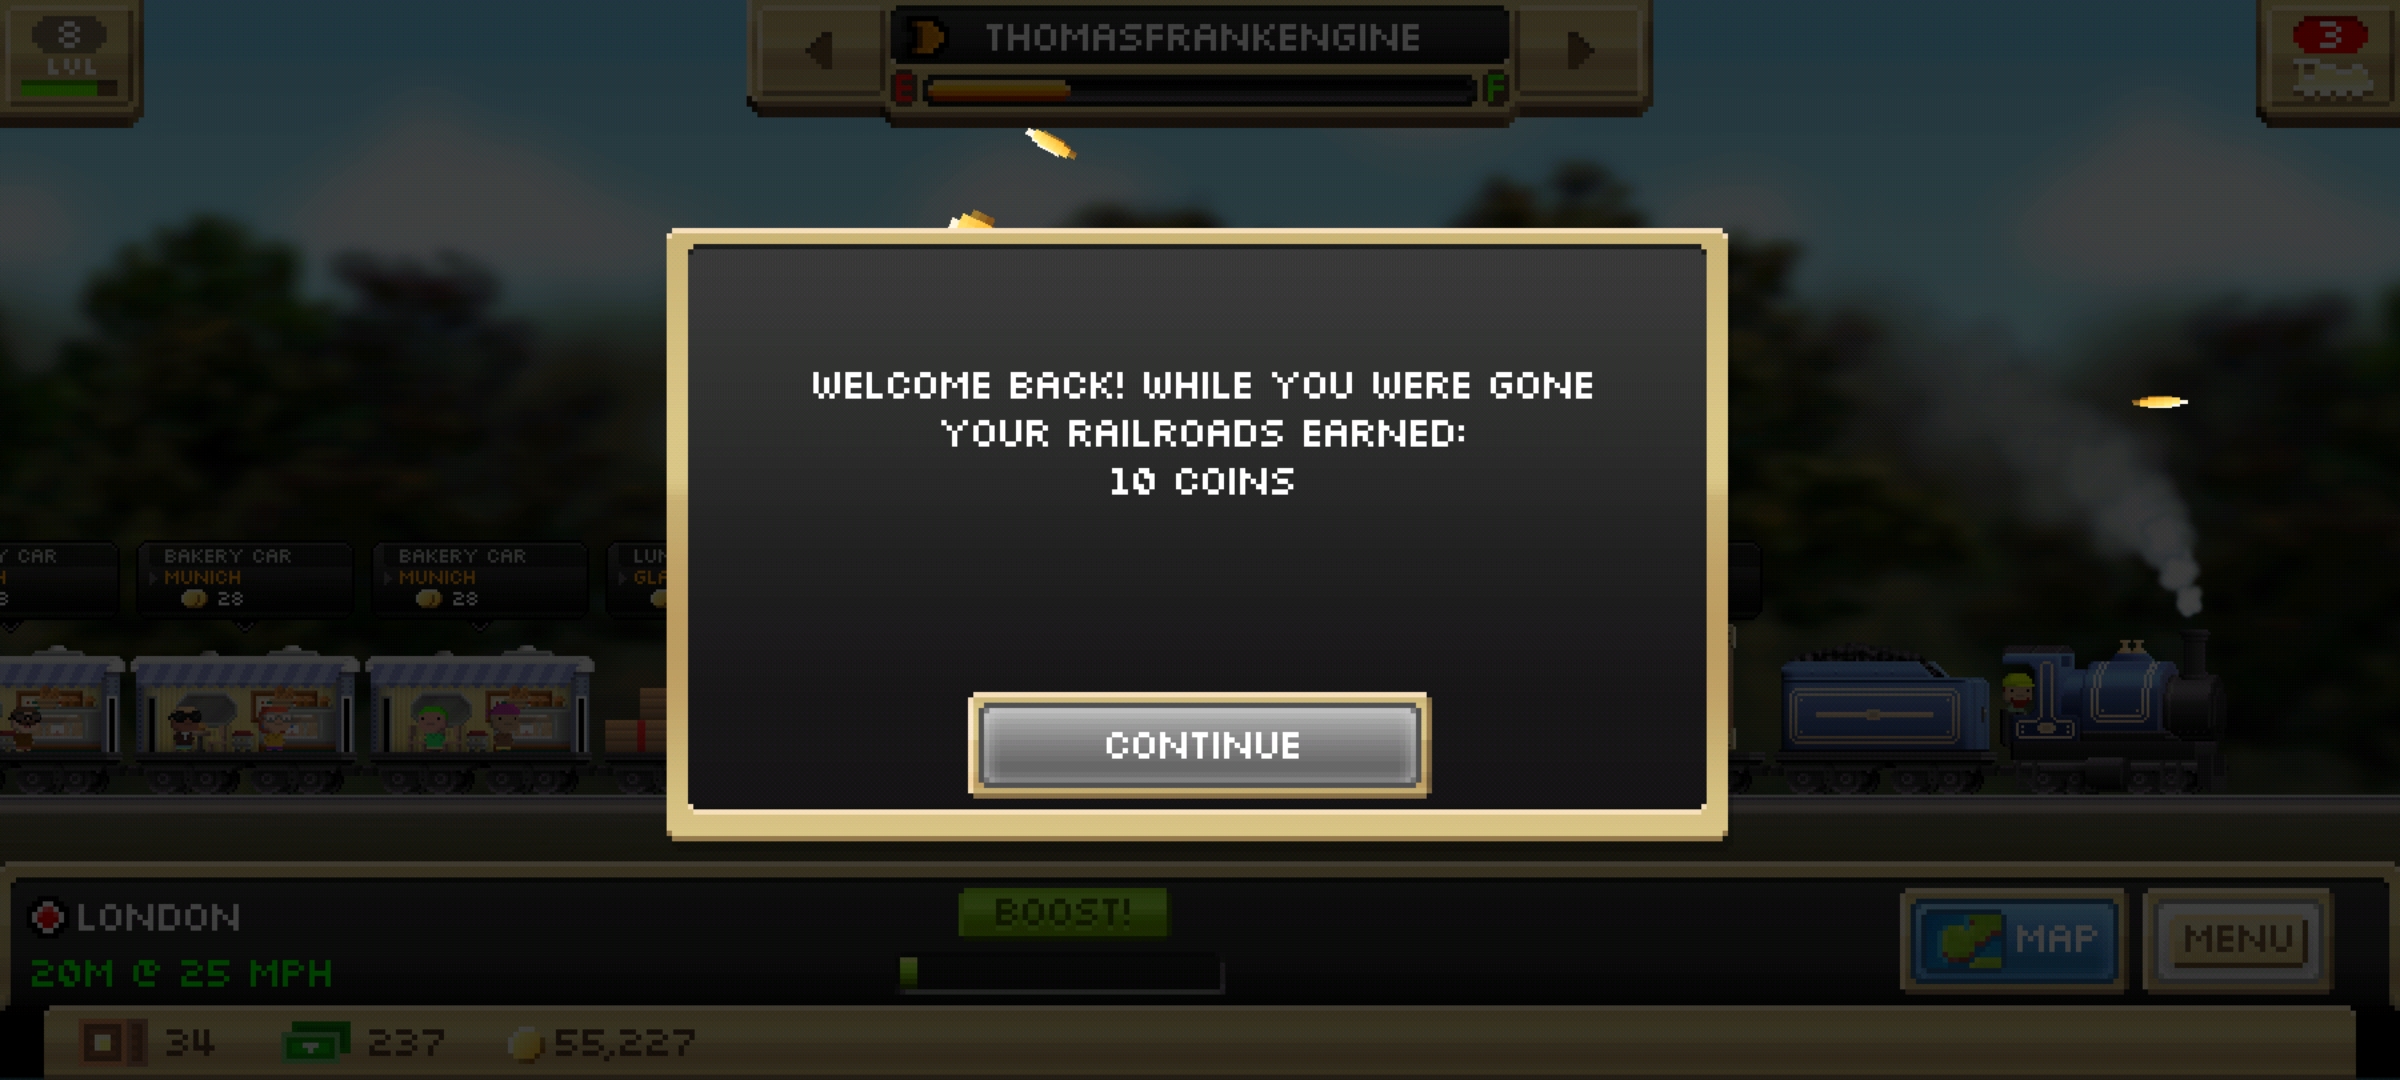 8
LVL
THOMASFRANKENGINE
E F
3
WELCOME BACK! WHILE YOU WERE GONE
YOUR RAILROADS EARNED:
10 COINS
CAR
BAKERY CAR
MUNICH
28
BAKERY CAR
MUNICH
28
CONTINUE
LONDON
20M @ 25 MPH
BOOST!
MAP
MENU
34
237
55,227